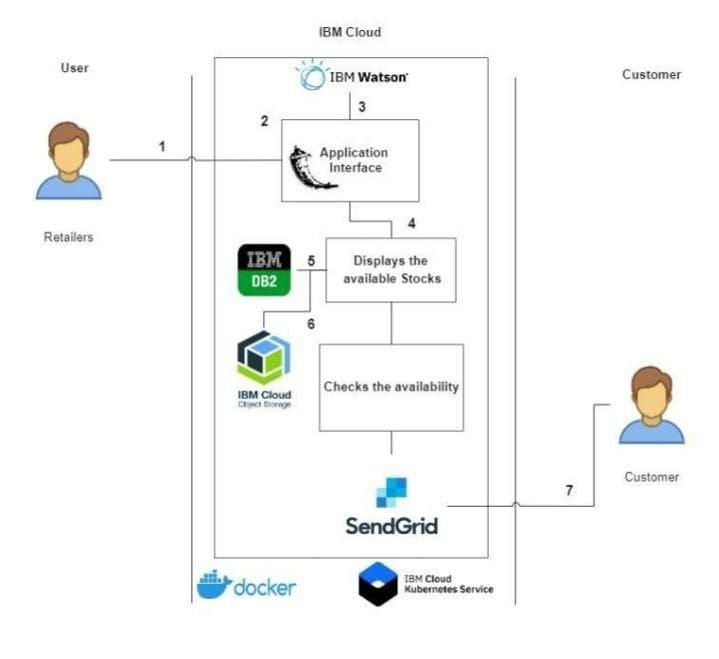 IBM Cloud
User
Customer
IBM Watson
3
2
1
Application
Interface
4
Retailers
IBM
DB2
5
Displays the
available Stocks
6
IBM Cloud
Object Storage
Checks the availability
Customer
7
SendGrid
docker
IBM Cloud
Kubernetes Service